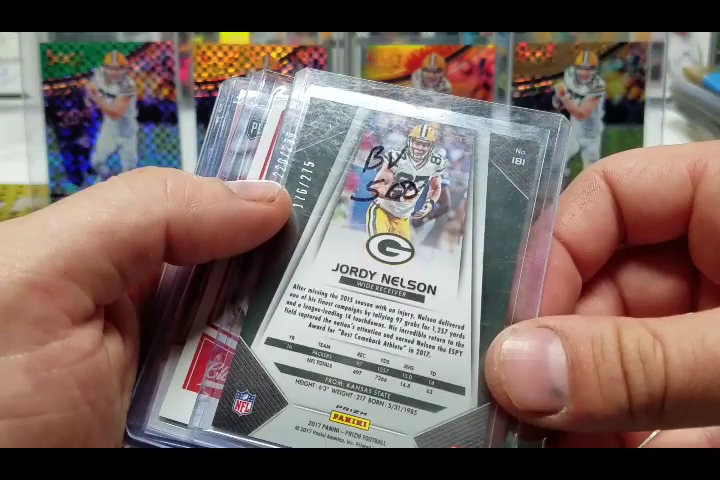 No.
181
116/275
BV
JORDY NELSON
WIDE RECEIVER
After missing the 2015 season with an injury, Nelson delivered
one of his finest campaigns by tallying 97 grabs for 1,257 yards
and a league-leading 14 touchdowns. His incredible return to the
field captured the nation's attention and earned Nelson the ESPY
Award for "Best Comeback Athlete" in 2017.
YR TEAM REC YDS AVG TD
16 PACKERS 97 1257 13.0 14
NFL TOTALS 497 7266 14.6 63
FROM: KANSAS STATE
HEIGHT: 6'3" WEIGHT: 217 BORN: 5/31/1985
NFL
PRIZM
PANINI
2017 PANINI - PRIZM FOOTBALL
© 2017 Panini America, Inc.